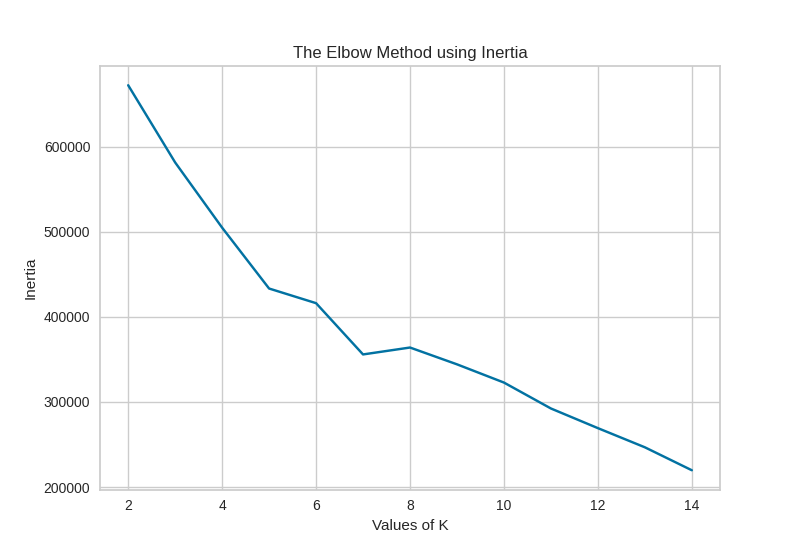 The Elbow Method using Inertia
600000
500000
400000
300000
200000
Inertia
2 4 6 8 10 12 14
Values of K